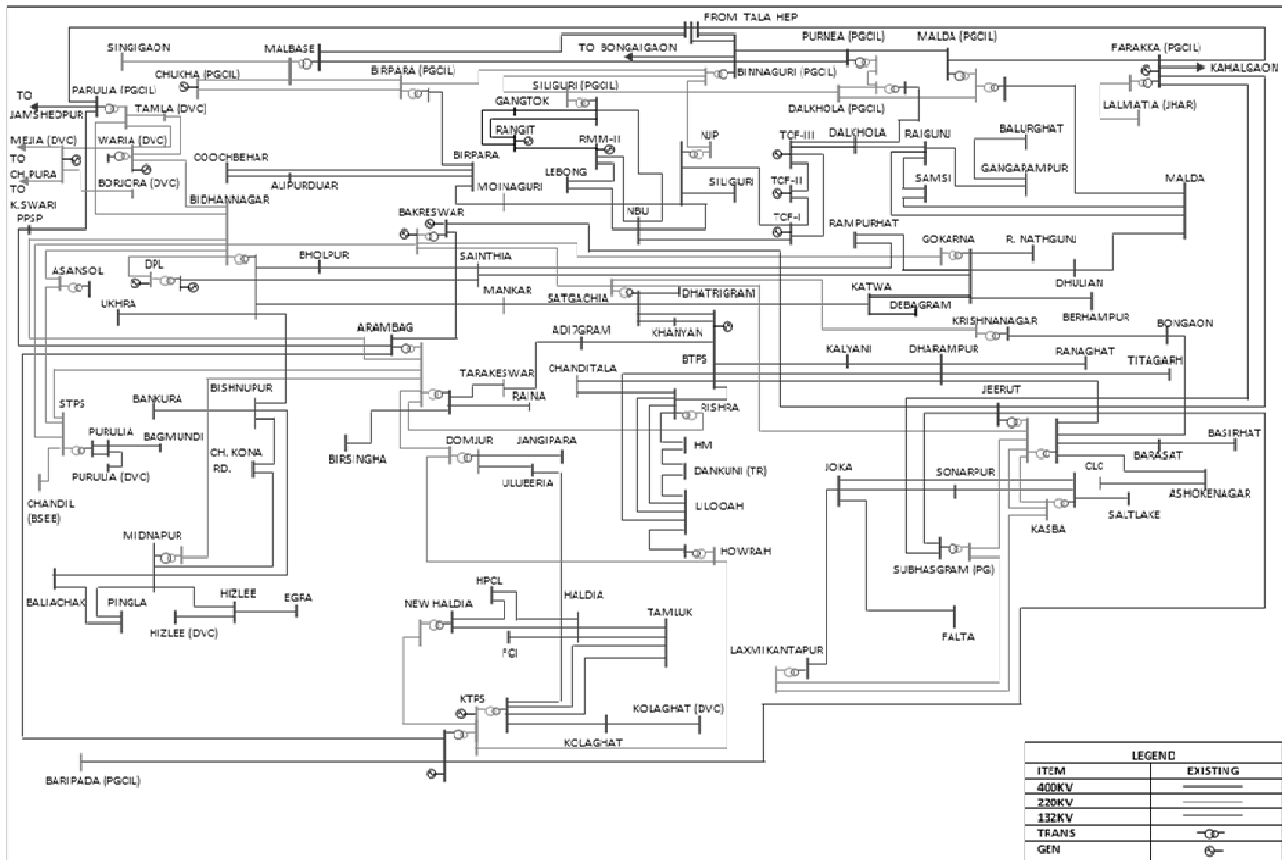 FROM TALA HEP
SINGIGAON
MALBASE
TO BONGAIGAON
PURNEA (PGCIL)
MALDA (PGCIL)
FARAKKA (PGCIL)
KAHALGAON
CHUKHA (PGCIL)
BIRPARA (PGCIL)
BINNAGURI (PGCIL)
SILIGURI (PGCIL)
PARULIA (PGCIL)
TO
JAMSHEDPUR
TAMLA (DVC)
GANGTOK
DALKHOLA (PGCIL)
LALMATIA (JHAR)
MEJIA (DVC)
WARIA (DVC)
RANGIT
RMM-II
NJP
TCF-III
DALKHOLA
RAIGUNJ
BALURGHAT
TO
CH.PURA
TO
K.SWARI
BORJORA (DVC)
COOCHBEHAR
ALIPURDUAR
BIRPARA
LEBONG
MOINAGURI
SILIGURI
TCF-II
SAMSI
GANGARAMPUR
MALDA
PPSP
BIDHANNAGAR
BAKRESWAR
NBU
TCF-I
RAMPURHAT
GOKARNA
R. NATHGUNJ
ASANSOL
DPL
BHOLPUR
SAINTHIA
DHULIAN
UKHRA
MANKAR
SATGACHIA
DHATRIGRAM
KATWA
DEBAGRAM
BERHAMPUR
KRISHNANAGAR
BONGAON
ARAMBAG
ADI7GRAM
KHANYAN
BTPS
KALYANI
DHARAMPUR
RANAGHAT
TITAGARH
TARAKESWAR
CHANDITALA
STPS
BANKURA
BISHNUPUR
RAINA
RISHRA
JEERUT
PURULIA
BAGMUNDI
PURULIA (DVC)
CH. KONA
RD.
BIRSINGHA
DOMJUR
JANGIPARA
ULUBERIA
HM
DANKUNI (TR)
BASIRHAT
BARASAT
CHANDIL
(BSEB)
JOKA
SONARPUR
CLC
ASHOKENAGAR
LILOOAH
SALTLAKE
KASBA
MIDNAPUR
HOWRAH
SUBHASGRAM (PG)
BALIACHAK
PINGLA
HIZLEE
EGRA
HIZLEE (DVC)
HPCL
NEW HALDIA
HALDIA
TAMLUK
FCI
FALTA
LAXMIKANTAPUR
KTPS
KOLAGHAT (DVC)
KOLAGHAT
BARIPADA (PGCIL)
LEGEND
ITEM EXISTING
400KV
220KV
132KV
TRANS
GEN